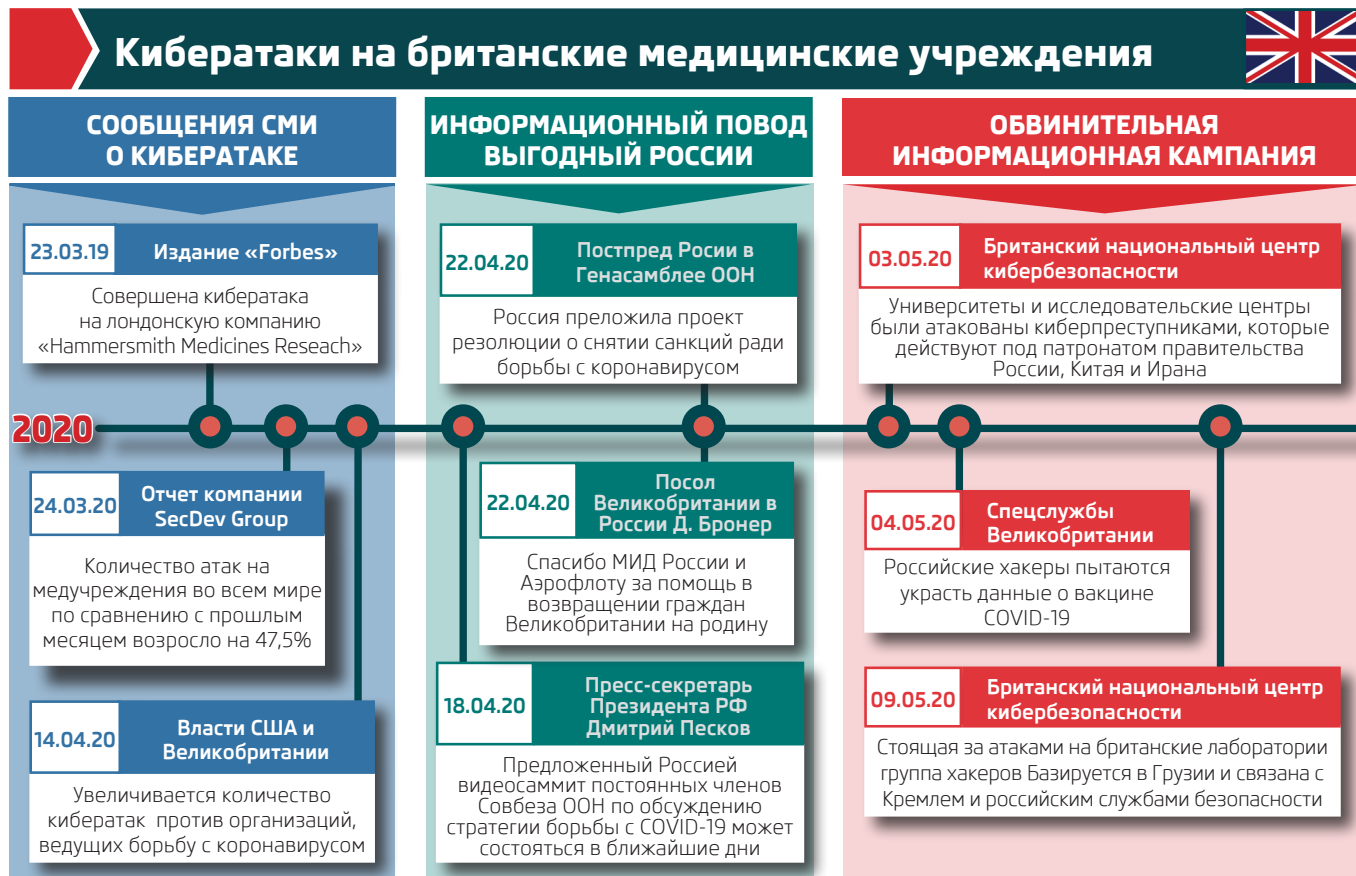 Кибератаки на британские медицинские учреждения
СООБЩЕНИЯ СМИ
О КИБЕРАТАКЕ
23.03.19
Издание «Forbes»
Совершена кибератака
на лондонскую компанию
«Hammersmith Medicines Reseach»
2020
24.03.20
Отчет компании
SecDev Group
Количество атак на
медучреждения во всем мире
по сравнению с прошлым
месяцем возросло на 47,5%
14.04.20
Власти США и
Великобритании
Увеличивается количество
кибератак против организаций,
ведущих борьбу с коронавирусом
ИНФОРМАЦИОННЫЙ ПОВОД
ВЫГОДНЫЙ РОССИИ
22.04.20
Постпред Росии в
Генасамблее ООН
Россия преложила проект
резолюции о снятии санкций ради
борьбы с коронавирусом
22.04.20
Посол
Великобритании в
России Д. Бронер
Спасибо МИД России и
Аэрофлоту за помощь в
возвращении граждан
Великобритании на родину
18.04.20
Пресс-секретарь
Президента РФ
Дмитрий Песков
Предложенный Россией
видеосаммит постоянных членов
Совбеза ООН по обсуждению
стратегии борьбы с COVID-19 может
состояться в ближайшие дни
ОБВИНИТЕЛЬНАЯ
ИНФОРМАЦИОННАЯ КАМПАНИЯ
03.05.20
Британский национальный центр
кибербезопасности
Университеты и исследовательские центры
были атакованы киберпреступниками, которые
действуют под патронатом правительства
России, Китая и Ирана
04.05.20
Спецслужбы
Великобритании
Российские хакеры пытаются
украсть данные о вакцине
COVID-19
09.05.20
Британский национальный центр
кибербезопасности
Стоящая за атаками на британские лаборатории
группа хакеров Базируется в Грузии и связана с
Кремлем и российским службами безопасности